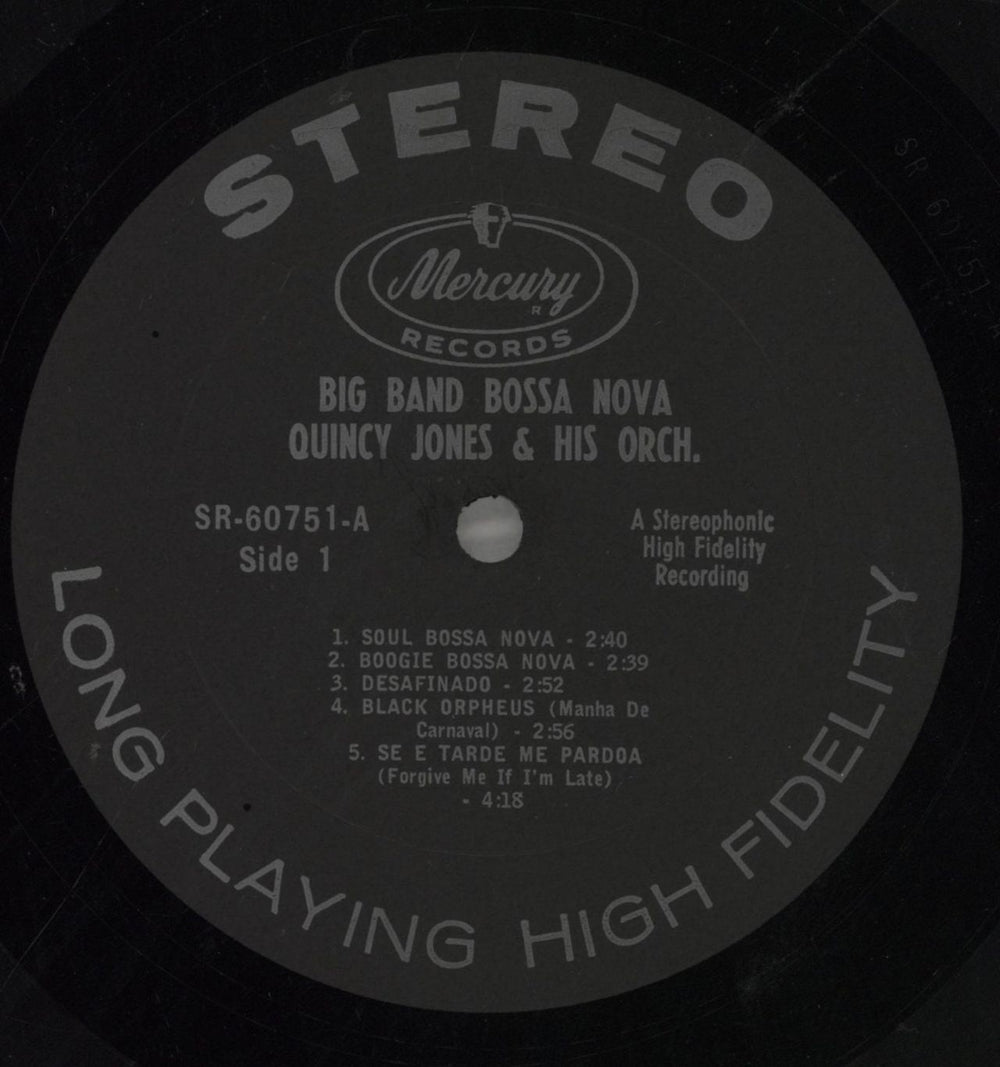 STEREO
Mercury
R
RECORDS
BIG BAND BOSSA NOVA
QUINCY JONES & HIS ORCH.
SR-60751-A
Side 1
A Stereophonic
High Fidelity
Recording
1. SOUL BOSSA NOVA - 2:40
2. BOOGIE BOSSA NOVA - 2:39
3. DESAFINADO - 2:52
4. BLACK ORPHEUS (Manha De
Carnaval) - 2:56
5. SE E TARDE ME PARDOA
(Forgive Me If I'm Late)
- 4:18
LONG PLAYING HIGH FIDELITY
SR 60751